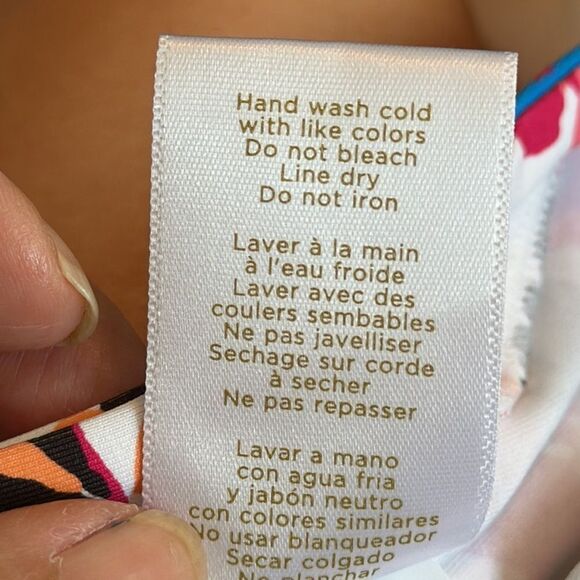 Hand wash cold
with like colors
Do not bleach
Line dry
Do not iron
Laver à la main
à l'eau froide
Laver avec des
coulers sembables
Ne pas javelliser
Sechage sur corde
à secher
Ne pas repasser
Lavar a mano
con agua fria
y jabón neutro
con colores similares
No usar blanqueador
Secar colgado
No planchar